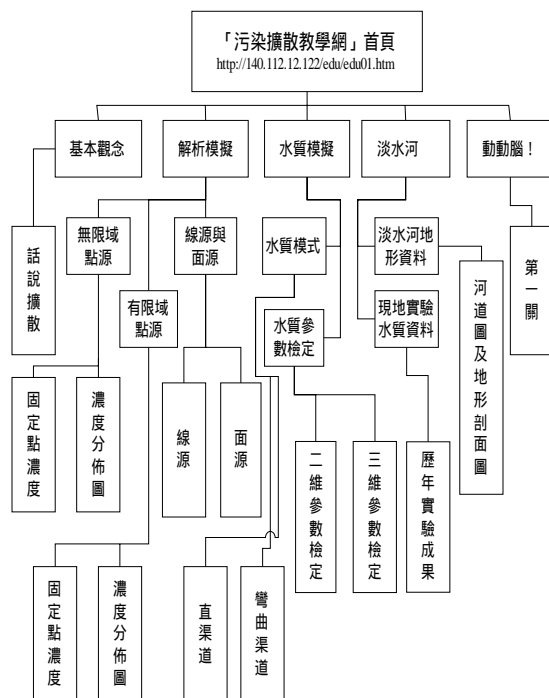 「污染擴散教學網」首頁
http://140.112.12.122/edu/edu01.htm
基本觀念
解析模擬
水質模擬
淡水河
動動腦！
話說擴散
無限域
點源
線源與
面源
水質模式
淡水河地
形資料
河道圖及地形剖面圖
第一關
有限域
點源
水質參
數檢定
現地實驗
水質資料
固定點濃度
濃度分佈圖
線源
面源
二維參數檢定
三維參數檢定
歷年實驗成果
固定點濃度
濃度分佈圖
直渠道
彎曲渠道